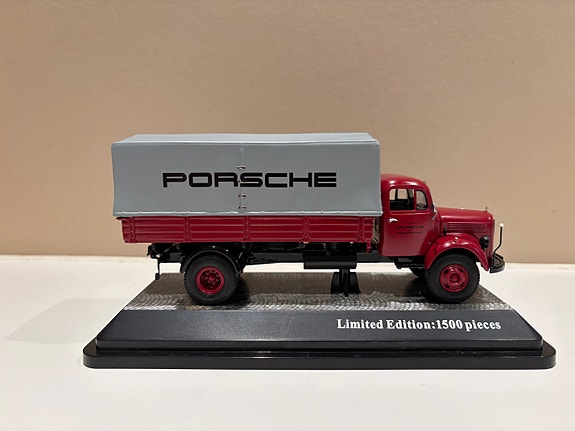 PORSCHE
Limited Edition:1500 pieces